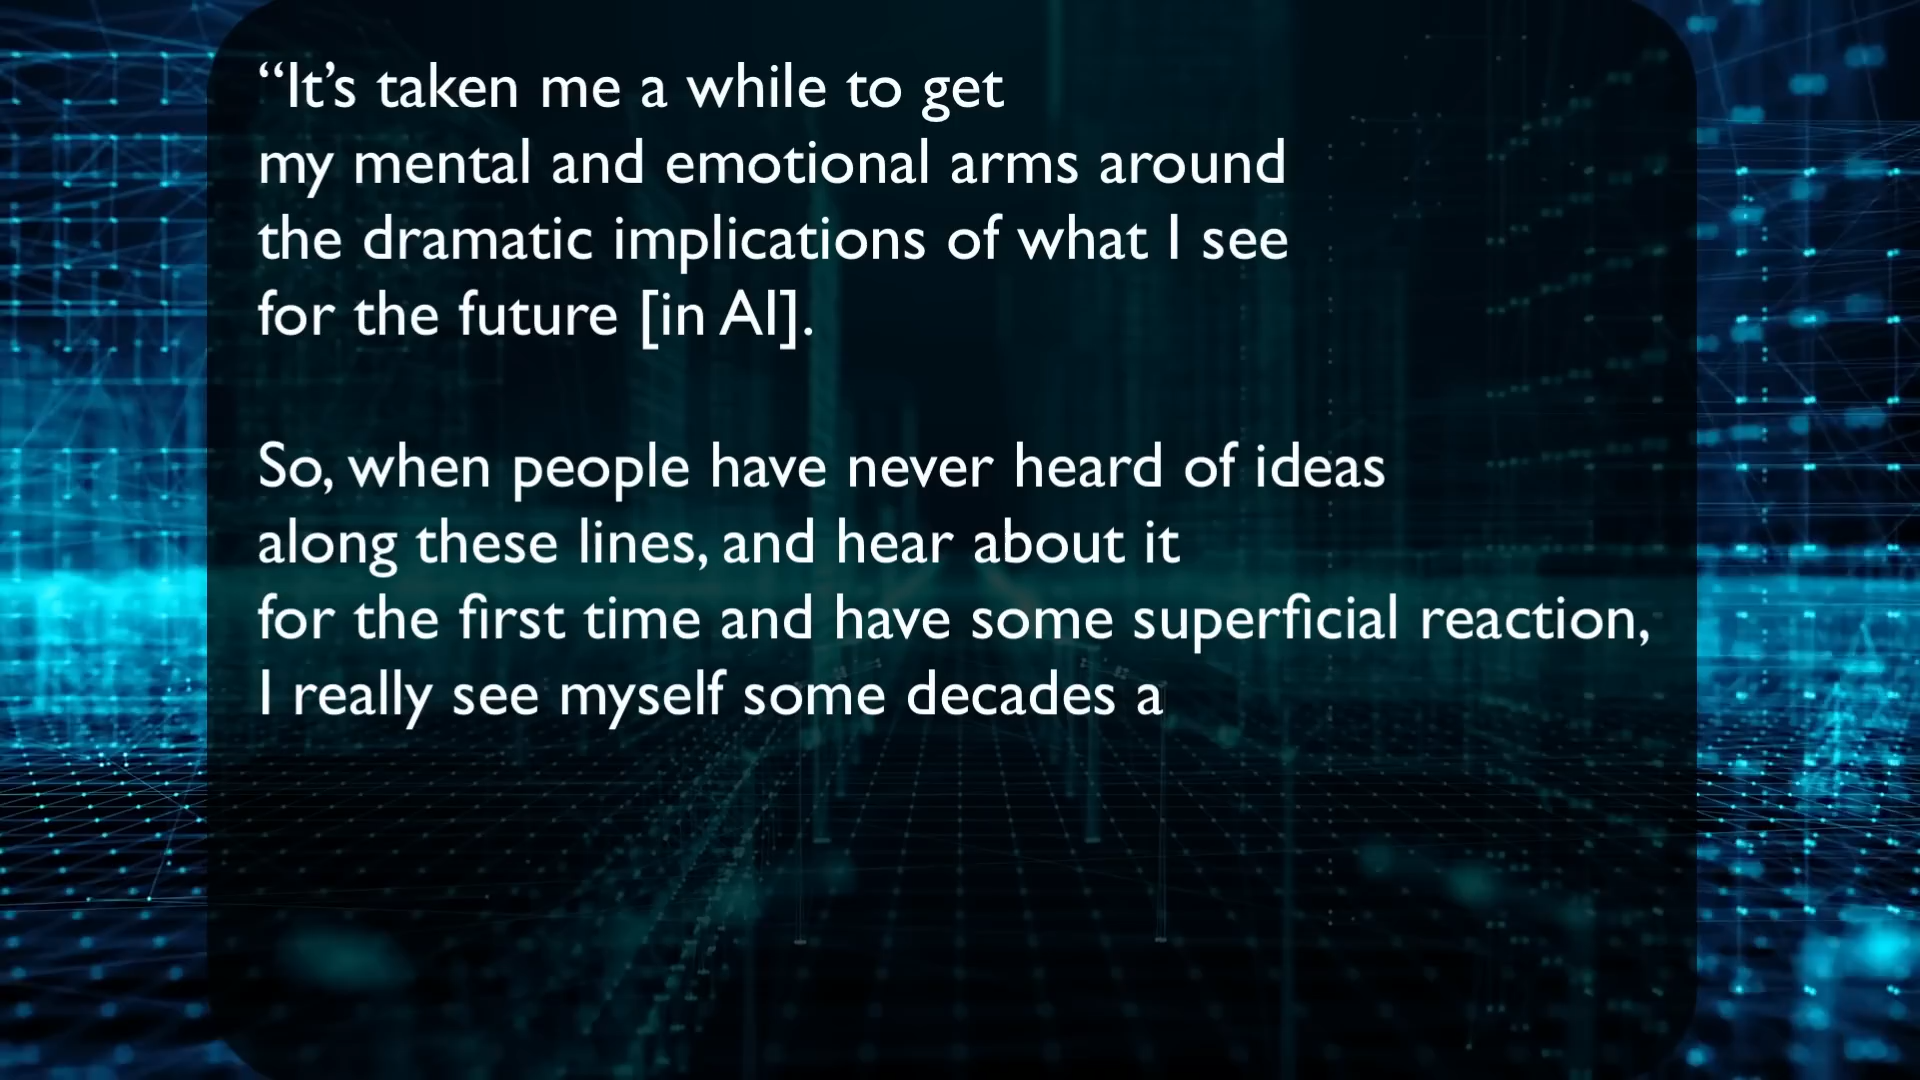 “It’s taken me a while to get
my mental and emotional arms around
the dramatic implications of what I see
for the future [in AI].
So, when people have never heard of ideas
along these lines, and hear about it
for the first time and have some superficial reaction,
I really see myself some decades a